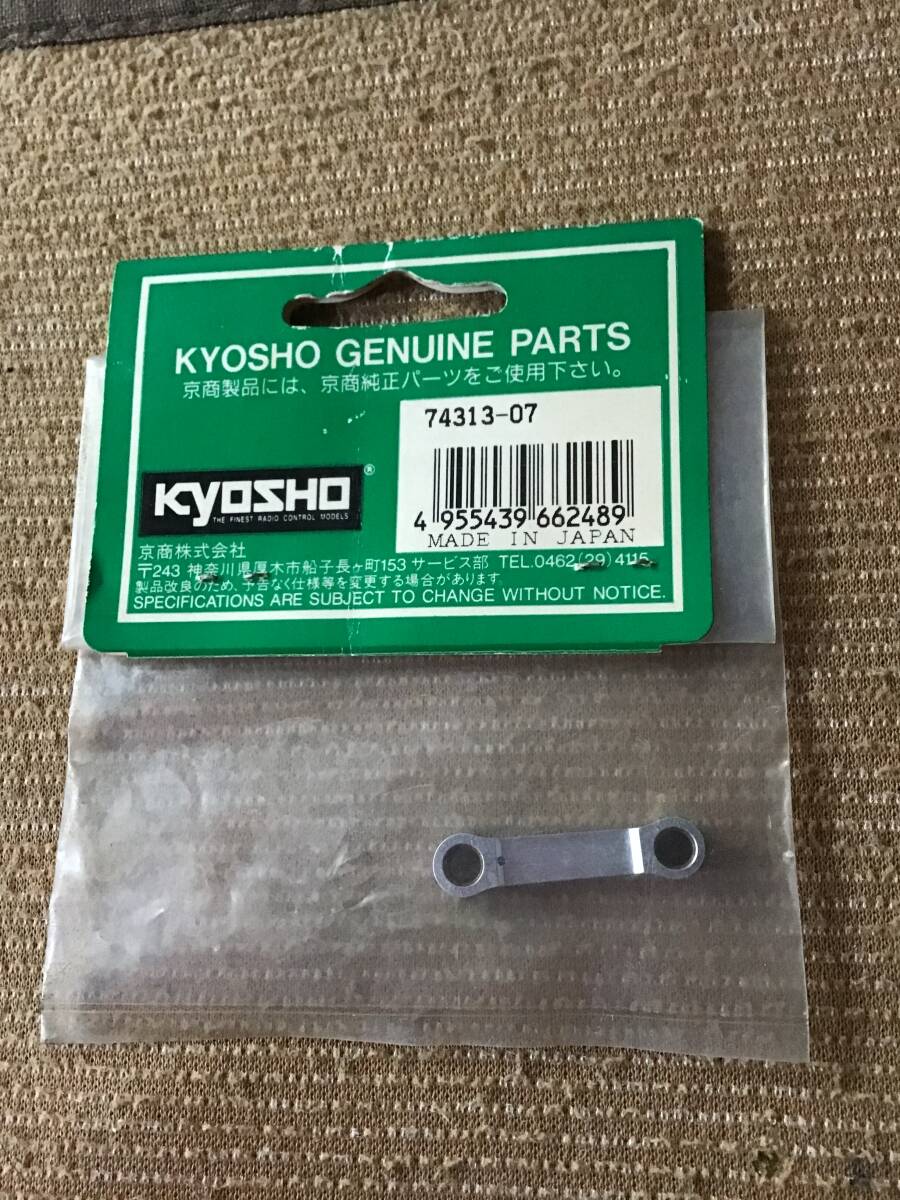 KYOSHO GENUINE PARTS
京商製品には、京商純正パーツをご使用下さい。
74313-07
4 955439 662489
MADE IN JAPAN
KYOSHO®
THE FINEST RADIO CONTROL MODELS
京商株式会社
〒243 神奈川県厚木市船子長ヶ町153 サービス部 TEL.0462(29)4115
製品改良のため、予告なく仕様等を変更する場合があります
SPECIFICATIONS ARE SUBJECT TO CHANGE WITHOUT NOTICE.